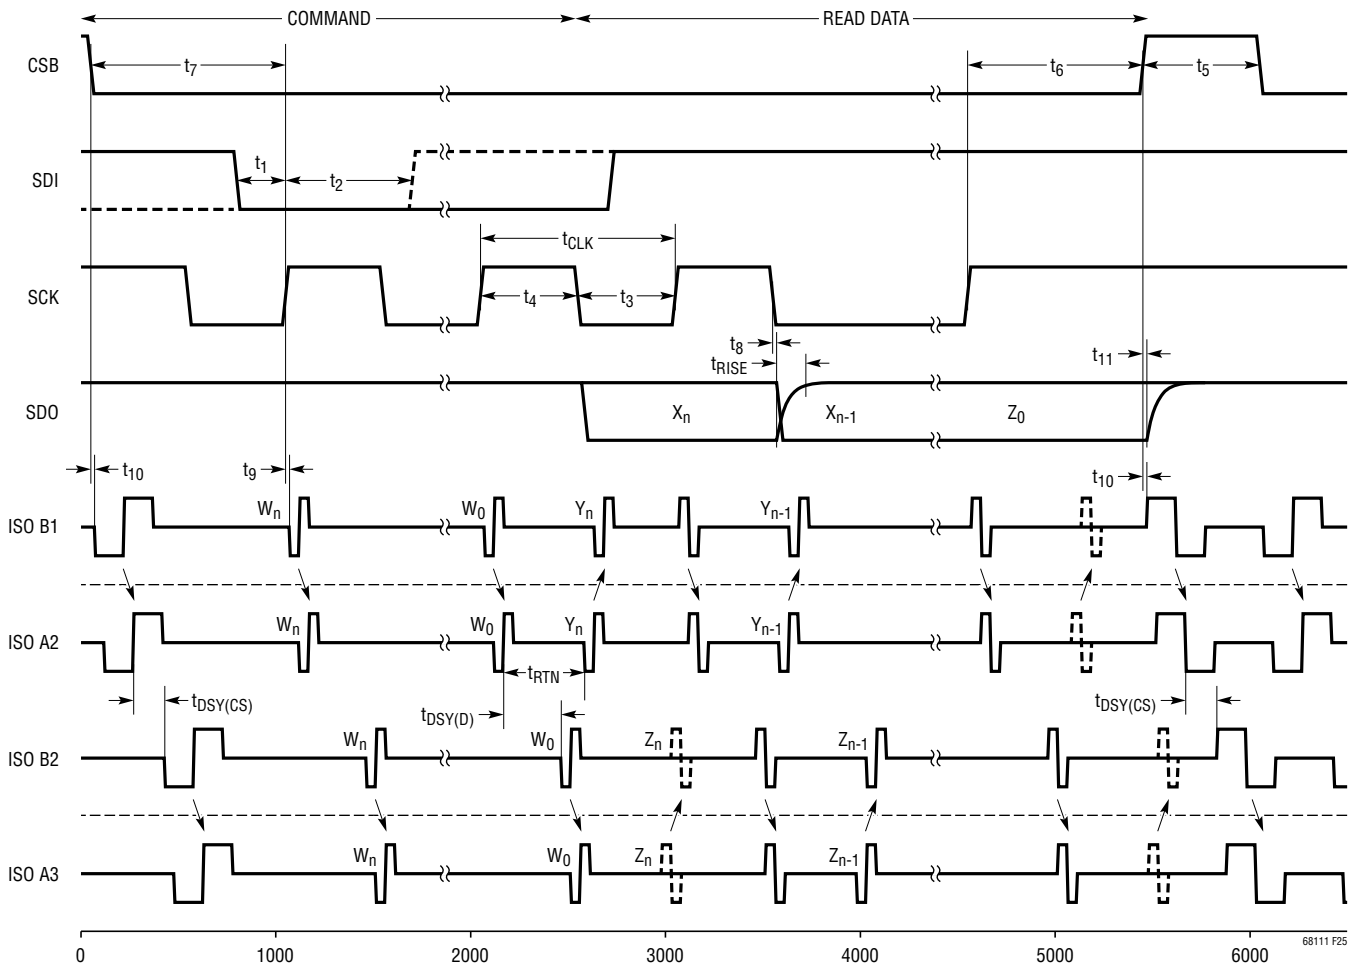 COMMAND READ DATA
CSB t7 t6 t5
SDI t1 t2
tCLK
SCK t4 t3
t8
tRISE t11
SDO Xn Xn-1 Z0
t10 t9 t10
ISO B1 Wn W0 Yn Yn-1
ISO A2 Wn W0 Yn Yn-1
tRTN
tDSY(CS) tDSY(D) tDSY(CS)
ISO B2 Wn W0 Zn Zn-1
ISO A3 Wn W0 Zn Zn-1
0 1000 2000 3000 4000 5000 6000
68111 F25